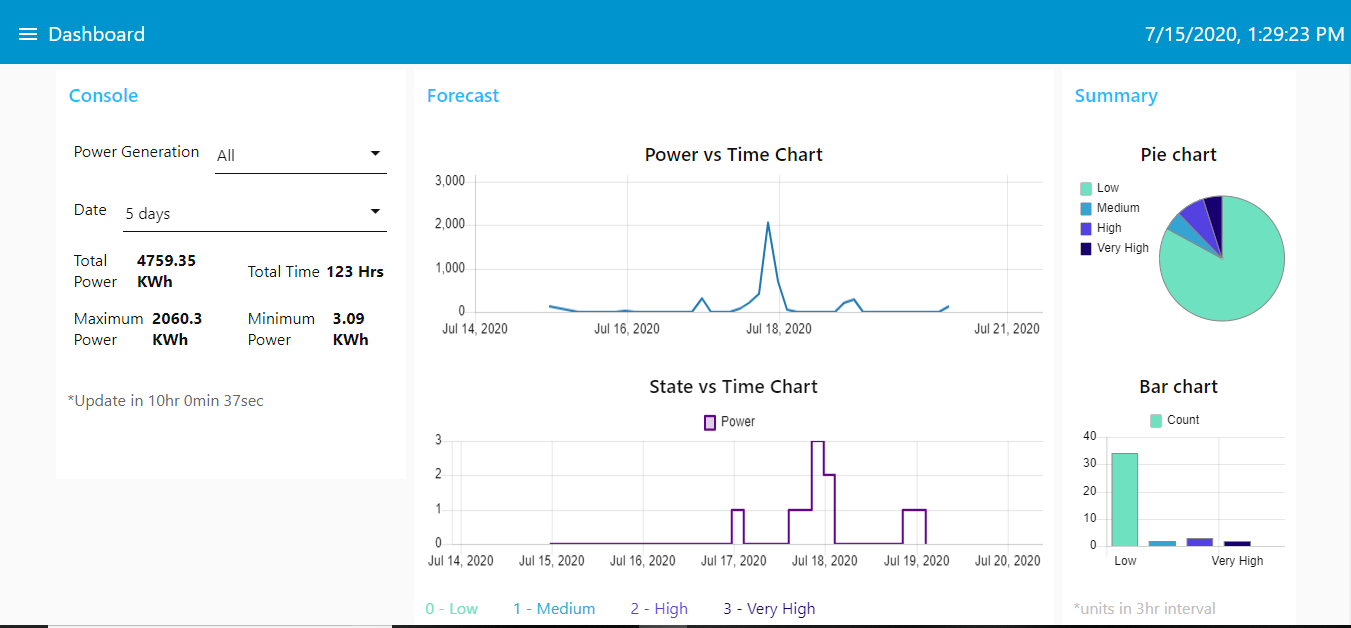 Dashboard
7/15/2020, 1:29:23 PM
Console
Power Generation All
Date 5 days
Total Power 4759.35 KWh
Total Time 123 Hrs
Maximum Power 2060.3 KWh
Minimum Power 3.09 KWh
*Update in 10hr 0min 37sec
Forecast
Power vs Time Chart
3,000
2,000
1,000
0
Jul 14, 2020 Jul 16, 2020 Jul 18, 2020 Jul 21, 2020
State vs Time Chart
Power
3
2
1
0
Jul 14, 2020 Jul 15, 2020 Jul 16, 2020 Jul 17, 2020 Jul 18, 2020 Jul 19, 2020 Jul 20, 2020
0 - Low 1 - Medium 2 - High 3 - Very High
Summary
Pie chart
Low
Medium
High
Very High
Bar chart
Count
40
30
20
10
0
Low Very High
*units in 3hr interval